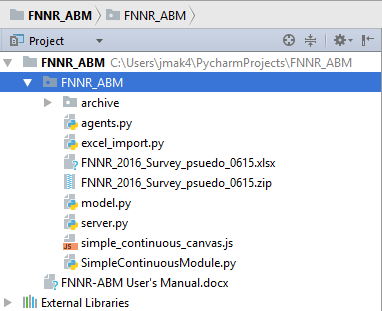 FNNR_ABM FNNR_ABM
Project
FNNR_ABM C:\Users\jmak4\PycharmProjects\FNNR_ABM
FNNR_ABM
archive
agents.py
excel_import.py
FNNR_2016_Survey_psuedo_0615.xlsx
FNNR_2016_Survey_psuedo_0615.zip
model.py
server.py
simple_continuous_canvas.js
SimpleContinuousModule.py
FNNR-ABM User's Manual.docx
External Libraries